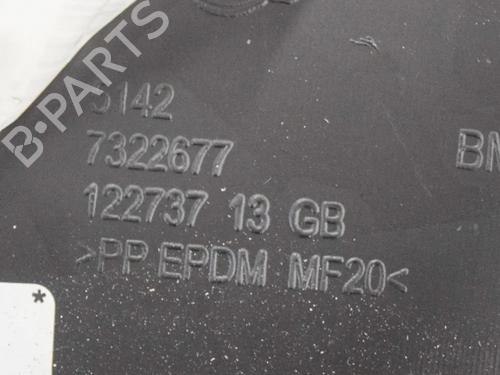 B-PARTS
5142
7322677
BM
122737 13 GB
>PP EPDM MF20<
*